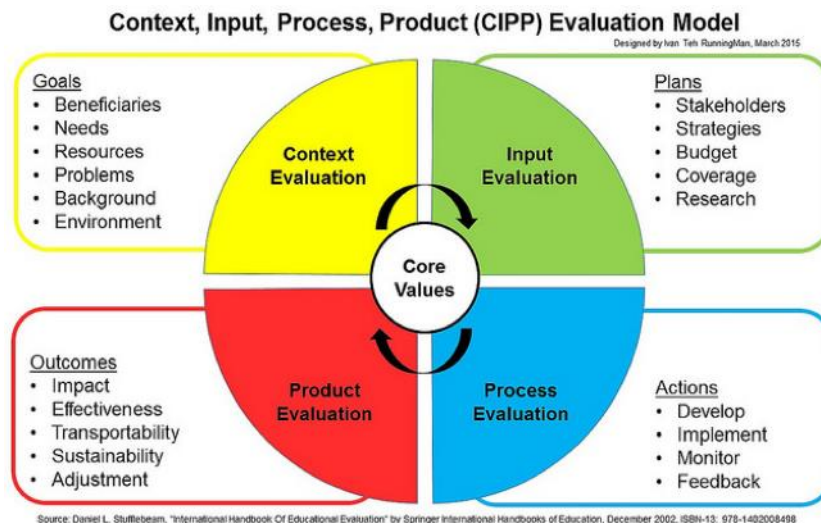 Context, Input, Process, Product (CIPP) Evaluation Model
Designed by Ivan Teh RunningMan, March 2015
Goals
• Beneficiaries
• Needs
• Resources
• Problems
• Background
• Environment
Context
Evaluation
Input
Evaluation
Plans
• Stakeholders
• Strategies
• Budget
• Coverage
• Research
Core
Values
Outcomes
• Impact
• Effectiveness
• Transportability
• Sustainability
• Adjustment
Product
Evaluation
Process
Evaluation
Actions
• Develop
• Implement
• Monitor
• Feedback
Source: Daniel L. Stufflebeam. "International Handbook Of Educational Evaluation" by Springer International Handbooks of Education, December 2002, ISBN-13: 978-1402008498